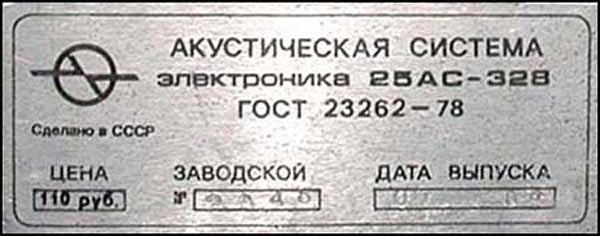 АКУСТИЧЕСКАЯ СИСТЕМА
электроника 25АС-328
ГОСТ 23262-78
Сделано в СССР
ЦЕНА ЗАВОДСКОЙ ДАТА ВЫПУСКА
110 руб. №